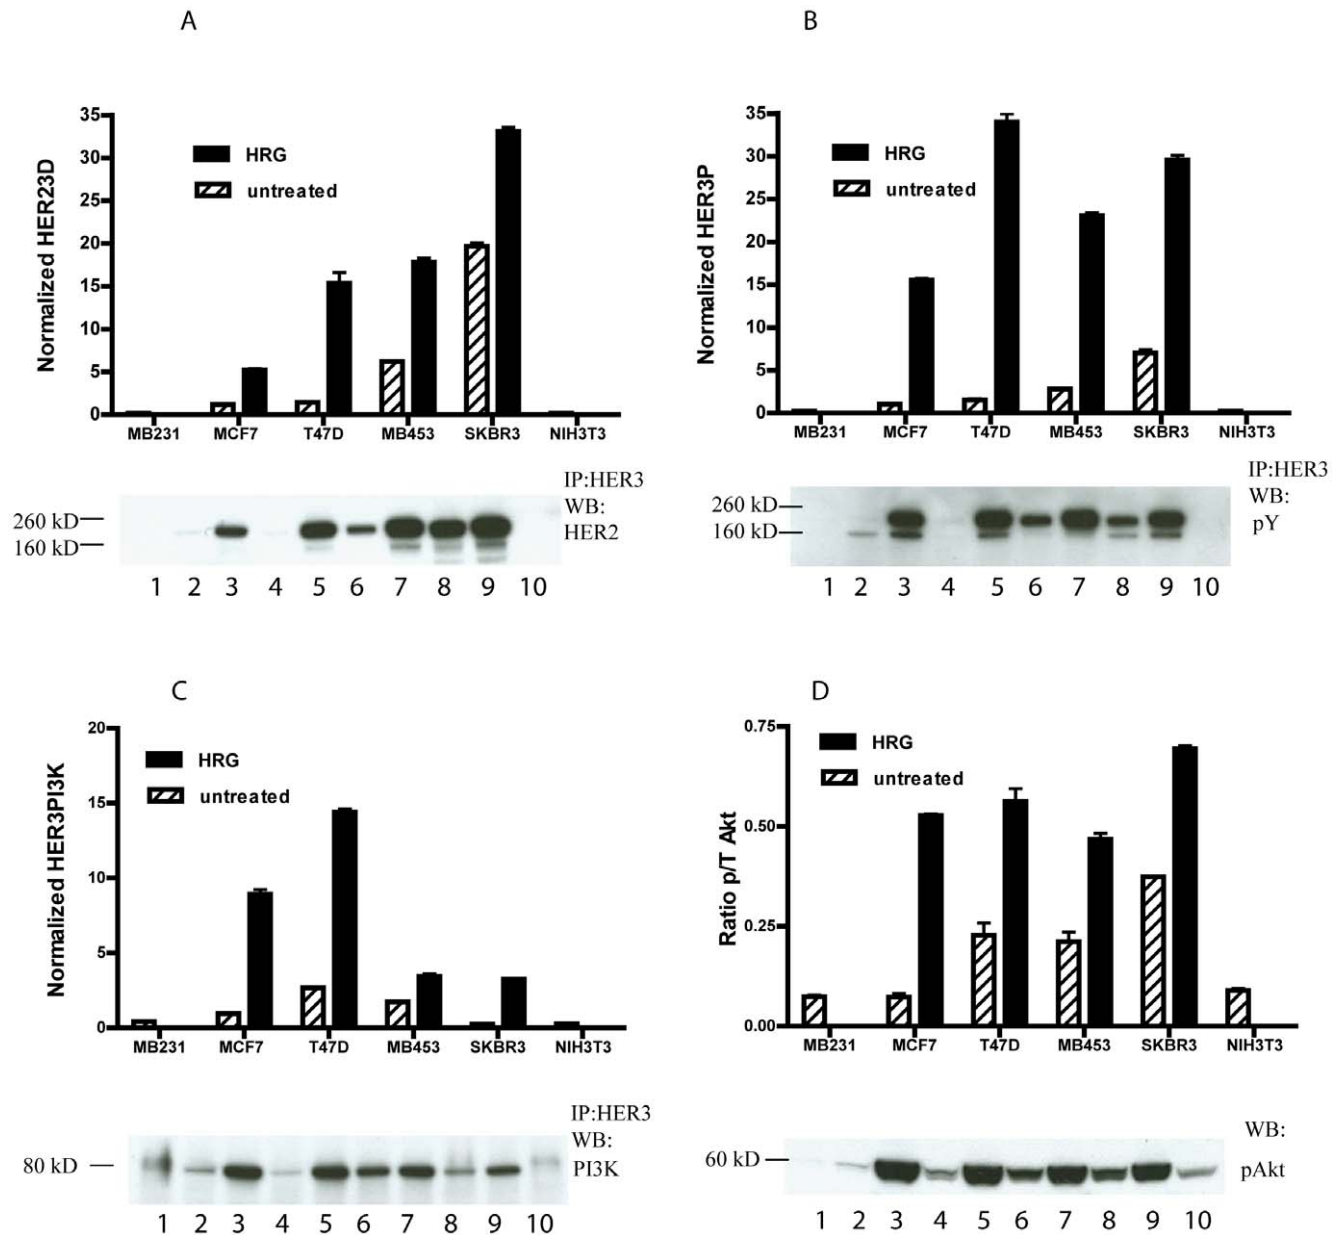 A
Normalized HER23D
35
30
25
20
15
10
5
0
HRG
untreated
MB231 MCF7 T47D MB453 SKBR3 NIH3T3
IP:HER3
WB:
HER2
260 kD
160 kD
1 2 3 4 5 6 7 8 9 10
B
Normalized HER3P
35
30
25
20
15
10
5
0
HRG
untreated
MB231 MCF7 T47D MB453 SKBR3 NIH3T3
IP:HER3
WB:
pY
260 kD
160 kD
1 2 3 4 5 6 7 8 9 10
C
Normalized HER3PI3K
20
15
10
5
0
HRG
untreated
MB231 MCF7 T47D MB453 SKBR3 NIH3T3
IP:HER3
WB:
PI3K
80 kD
1 2 3 4 5 6 7 8 9 10
D
Ratio p/T Akt
0.75
0.50
0.25
0.00
HRG
untreated
MB231 MCF7 T47D MB453 SKBR3 NIH3T3
WB:
pAkt
60 kD
1 2 3 4 5 6 7 8 9 10